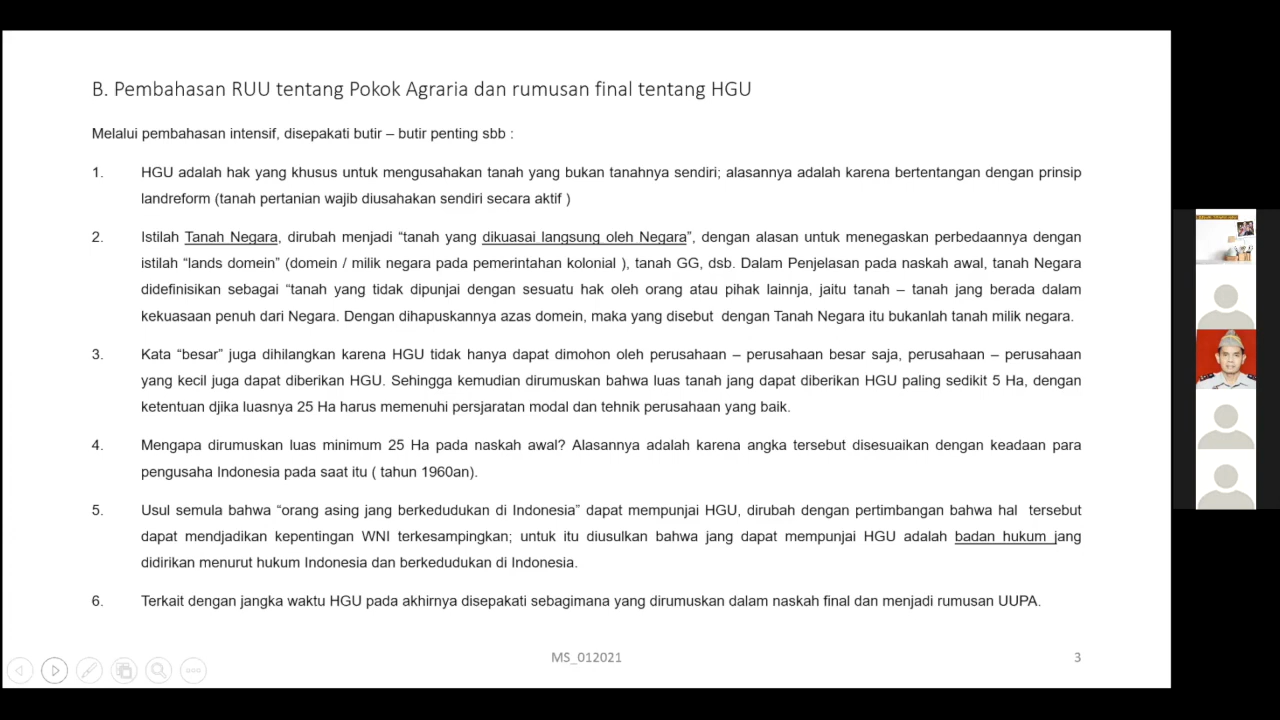 B. Pembahasan RUU tentang Pokok Agraria dan rumusan final tentang HGU
Melalui pembahasan intensif, disepakati butir – butir penting sbb :
1. HGU adalah hak yang khusus untuk mengusahakan tanah yang bukan tanahnya sendiri; alasannya adalah karena bertentangan dengan prinsip
landreform (tanah pertanian wajib diusahakan sendiri secara aktif )
2. Istilah Tanah Negara, dirubah menjadi “tanah yang dikuasai langsung oleh Negara”, dengan alasan untuk menegaskan perbedaannya dengan
istilah “lands domein” (domein / milik negara pada pemerintahan kolonial ), tanah GG, dsb. Dalam Penjelasan pada naskah awal, tanah Negara
didefinisikan sebagai “tanah yang tidak dipunjai dengan sesuatu hak oleh orang atau pihak lainnja, jaitu tanah – tanah jang berada dalam
kekuasaan penuh dari Negara. Dengan dihapuskannya azas domein, maka yang disebut dengan Tanah Negara itu bukanlah tanah milik negara.
3. Kata “besar” juga dihilangkan karena HGU tidak hanya dapat dimohon oleh perusahaan – perusahaan besar saja, perusahaan – perusahaan
yang kecil juga dapat diberikan HGU. Sehingga kemudian dirumuskan bahwa luas tanah jang dapat diberikan HGU paling sedikit 5 Ha, dengan
ketentuan djika luasnya 25 Ha harus memenuhi persjaratan modal dan tehnik perusahaan yang baik.
4. Mengapa dirumuskan luas minimum 25 Ha pada naskah awal? Alasannya adalah karena angka tersebut disesuaikan dengan keadaan para
pengusaha Indonesia pada saat itu ( tahun 1960an).
5. Usul semula bahwa “orang asing jang berkedudukan di Indonesia” dapat mempunjai HGU, dirubah dengan pertimbangan bahwa hal tersebut
dapat mendjadikan kepentingan WNI terkesampingkan; untuk itu diusulkan bahwa jang dapat mempunjai HGU adalah badan hukum jang
didirikan menurut hukum Indonesia dan berkedudukan di Indonesia.
6. Terkait dengan jangka waktu HGU pada akhirnya disepakati sebagimana yang dirumuskan dalam naskah final dan menjadi rumusan UUPA.
MS_012021
3